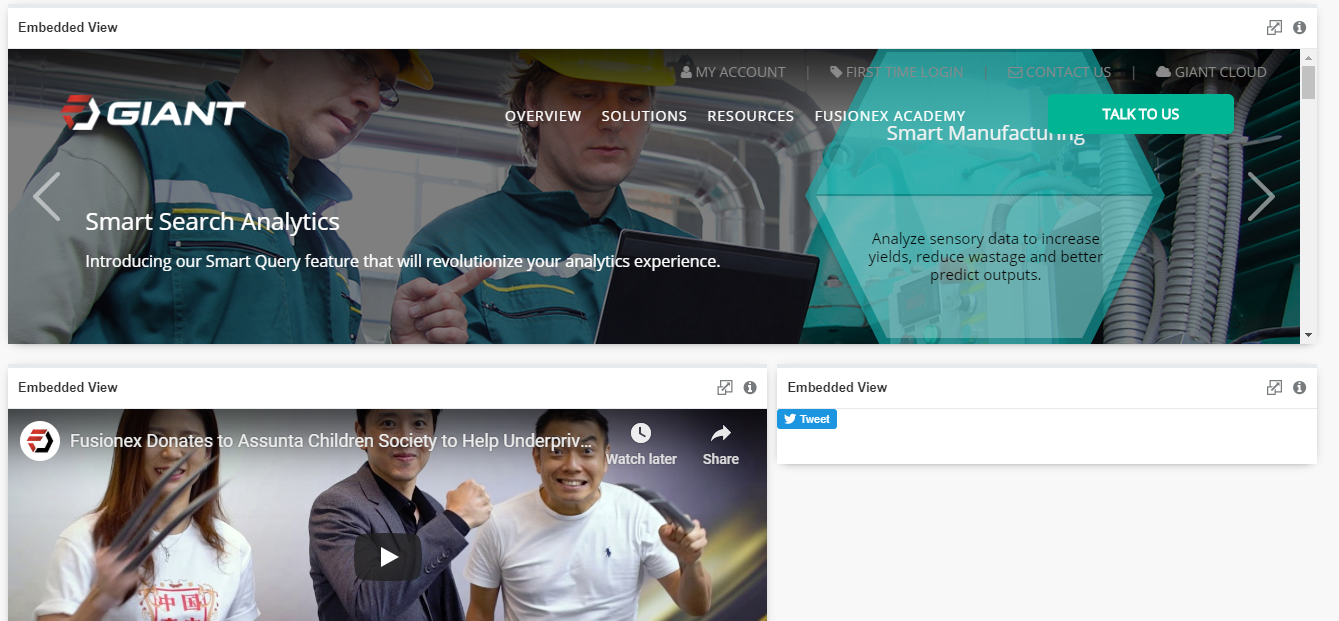 Embedded View
MY ACCOUNT | FIRST TIME LOGIN | CONTACT US | GIANT CLOUD
GIANT
OVERVIEW SOLUTIONS RESOURCES FUSIONEX ACADEMY
TALK TO US
Smart Manufacturing
Smart Search Analytics
Introducing our Smart Query feature that will revolutionize your analytics experience.
Analyze sensory data to increase
yields, reduce wastage and better
predict outputs.
Embedded View
Fusionex Donates to Assunta Children Society to Help Underpriv...
Watch later
Share
中国
Embedded View
Tweet